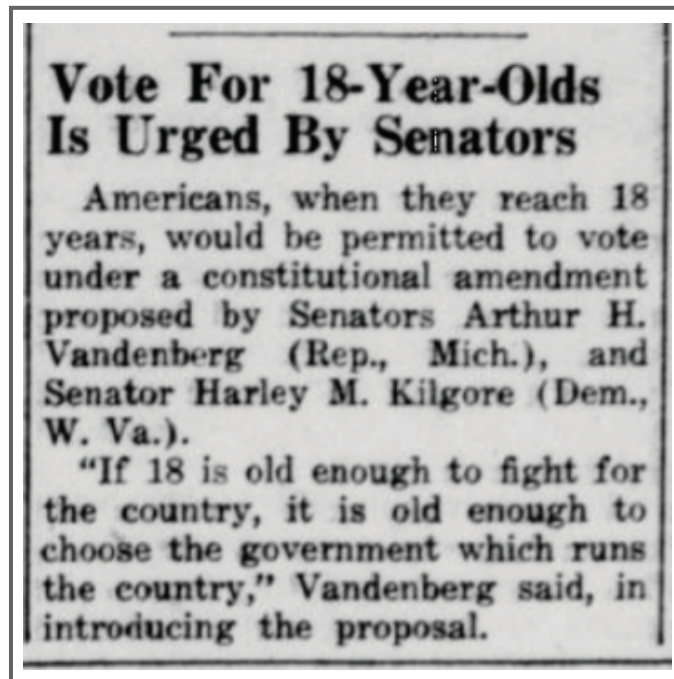 Vote For 18-Year-Olds
Is Urged By Senators
Americans, when they reach 18
years, would be permitted to vote
under a constitutional amendment
proposed by Senators Arthur H.
Vandenberg (Rep., Mich.), and
Senator Harley M. Kilgore (Dem.,
W. Va.).
“If 18 is old enough to fight for
the country, it is old enough to
choose the government which runs
the country,” Vandenberg said, in
introducing the proposal.